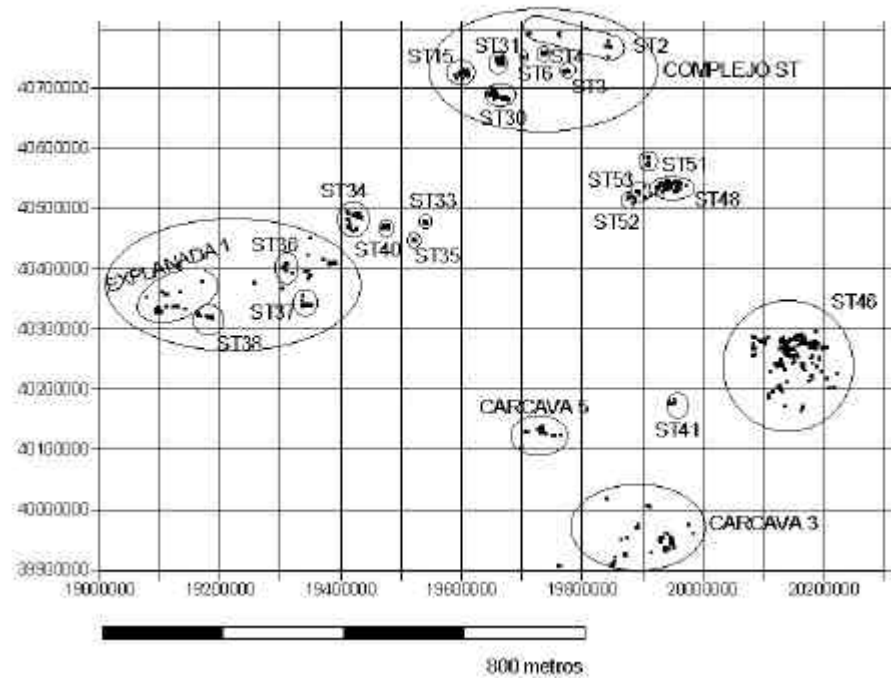 ST15
ST31
ST4
ST2
ST6
ST3
COMPLEJO ST
ST30
40700000
40600000
ST53
ST51
ST48
ST52
40500000
ST34
ST33
ST40
ST35
40400000
EXPLANADA 1
ST36
ST37
ST38
40300000
ST46
40200000
CARCAVA 5
ST41
40100000
40000000
CARCAVA 3
39900000
19000000 19200000 19400000 19600000 19800000 20000000 20200000
800 metros